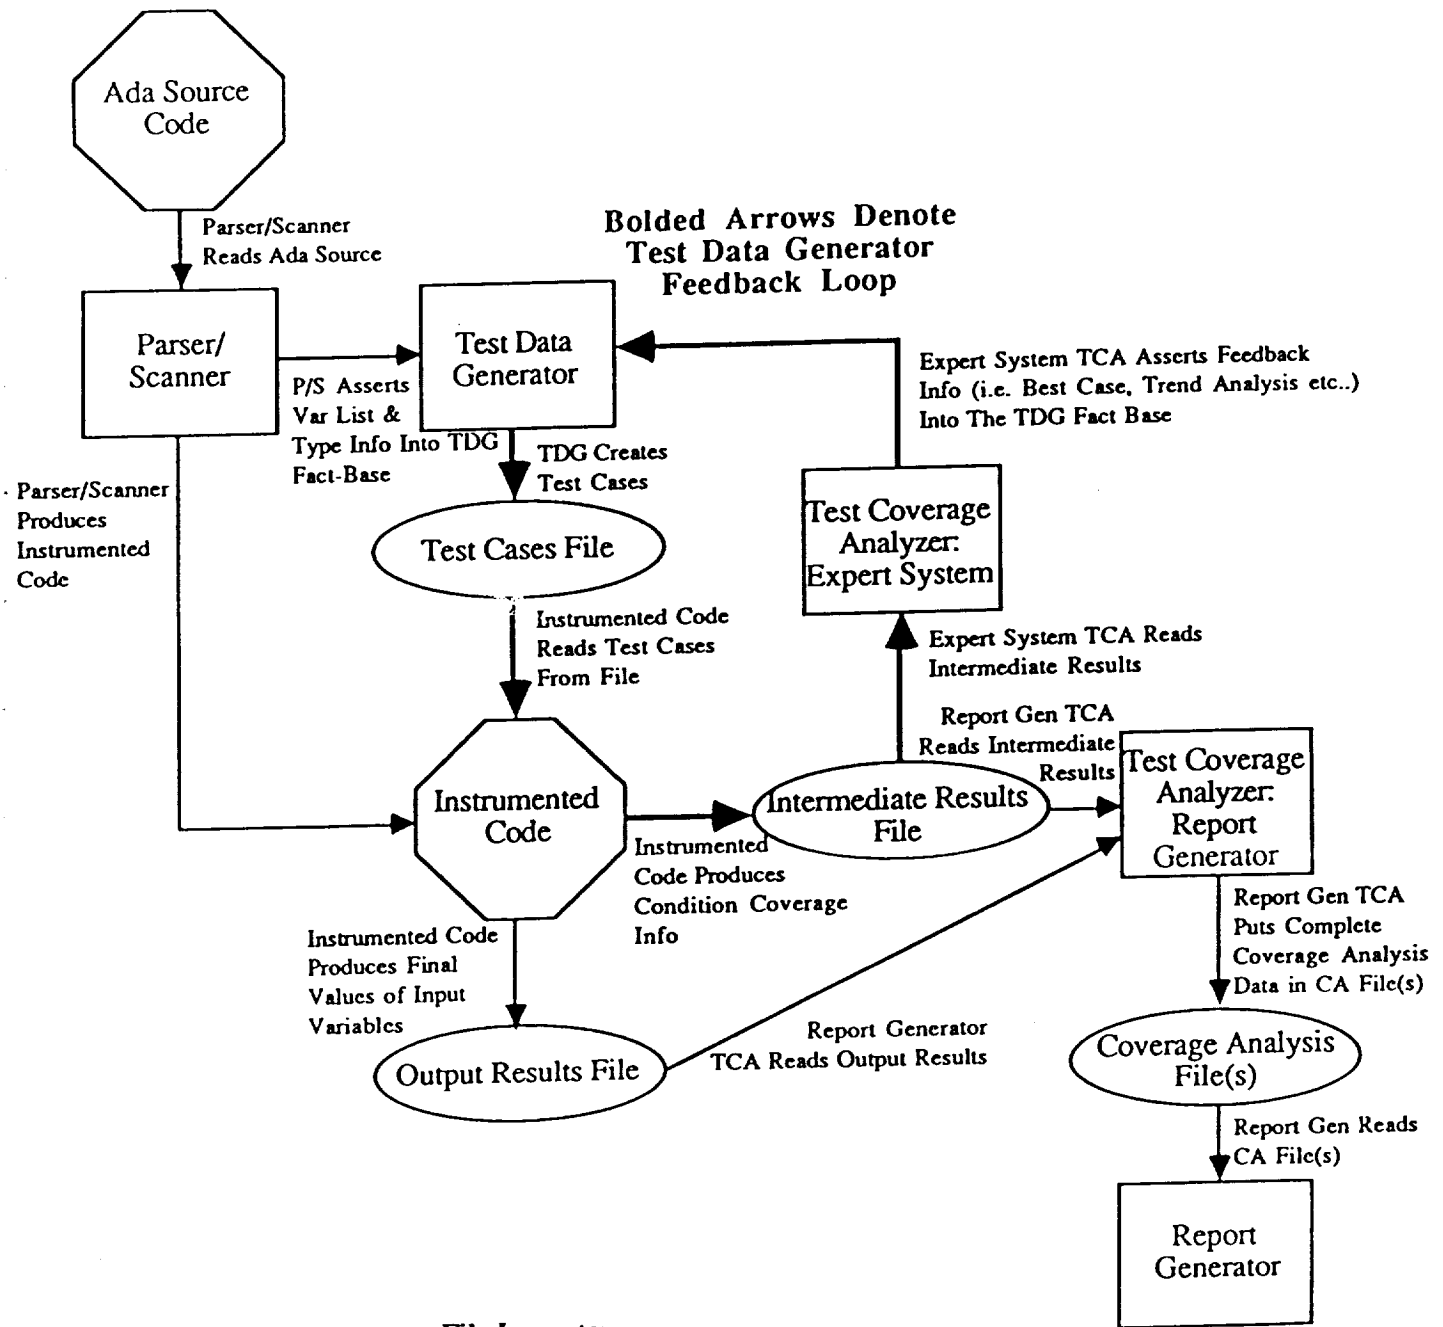 Ada Source
Code
Parser/Scanner
Reads Ada Source
Bolded Arrows Denote
Test Data Generator
Feedback Loop
Parser/
Scanner
Test Data
Generator
P/S Asserts
Var List &
Type Info Into TDG
Fact-Base
Expert System TCA Asserts Feedback
Info (i.e. Best Case, Trend Analysis etc..)
Into The TDG Fact Base
TDG Creates
Test Cases
Parser/Scanner
Produces
Instrumented
Code
Test Cases File
Test Coverage
Analyzer:
Expert System
Instrumented Code
Reads Test Cases
From File
Expert System TCA Reads
Intermediate Results
Report Gen TCA
Reads Intermediate
Results
Instrumented
Code
Intermediate Results
File
Test Coverage
Analyzer:
Report
Generator
Instrumented
Code Produces
Condition Coverage
Info
Instrumented Code
Produces Final
Values of Input
Variables
Report Gen TCA
Puts Complete
Coverage Analysis
Data in CA File(s)
Report Generator
TCA Reads Output Results
Output Results File
Coverage Analysis
File(s)
Report Gen Reads
CA File(s)
Report
Generator